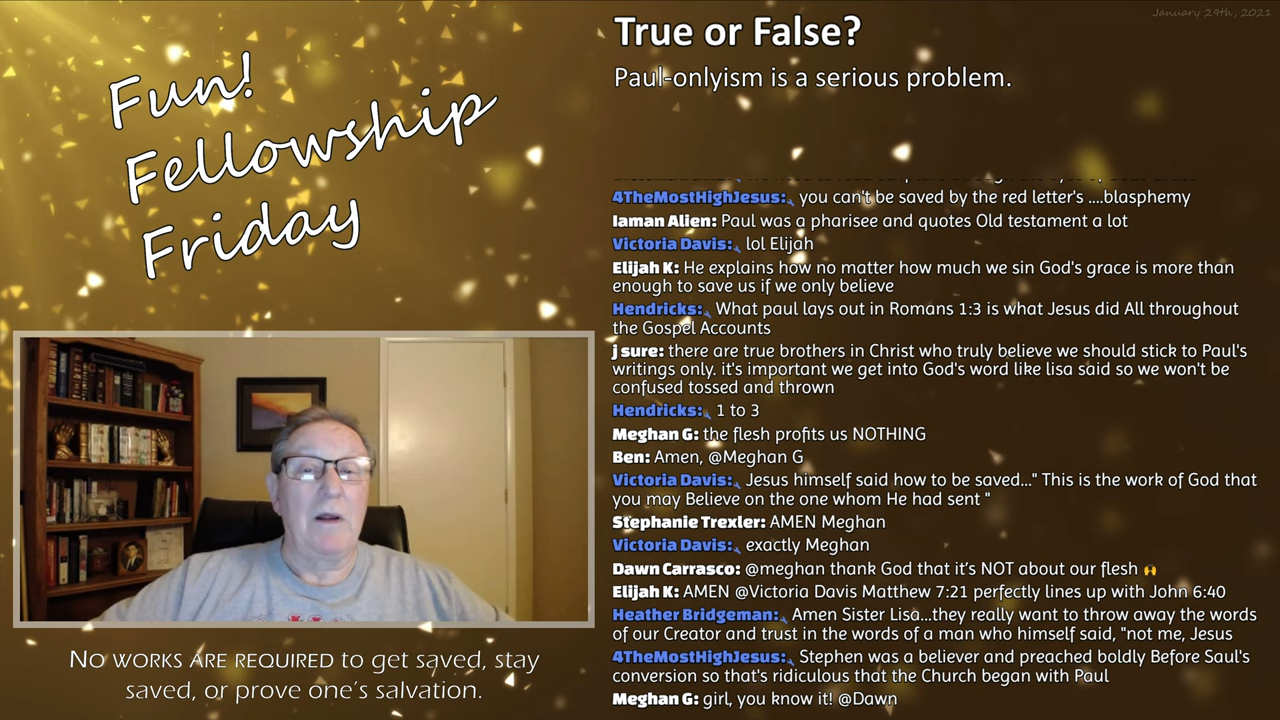 January 29th, 2021
Fun!
Fellowship
Friday
True or False?
Paul-onlyism is a serious problem.
4TheMostHighJesus: you can't be saved by the red letter's ....blasphemy
Iaman Alien: Paul was a pharisee and quotes Old testament a lot
Victoria Davis: lol Elijah
Elijah K: He explains how no matter how much we sin God's grace is more than
enough to save us if we only believe
Hendricks: What paul lays out in Romans 1:3 is what Jesus did All throughout
the Gospel Accounts
j sure: there are true brothers in Christ who truly believe we should stick to Paul's
writings only. it's important we get into God's word like lisa said so we won't be
confused tossed and thrown
Hendricks: 1 to 3
Meghan G: the flesh profits us NOTHING
Ben: Amen, @Meghan G
Victoria Davis: Jesus himself said how to be saved..." This is the work of God that
you may Believe on the one whom He had sent "
Stephanie Trexler: AMEN Meghan
Victoria Davis: exactly Meghan
Dawn Carrasco: @meghan thank God that it's NOT about our flesh 🙌
Elijah K: AMEN @Victoria Davis Matthew 7:21 perfectly lines up with John 6:40
Heather Bridgeman: Amen Sister Lisa...they really want to throw away the words
of our Creator and trust in the words of a man who himself said, "not me, Jesus
4TheMostHighJesus: Stephen was a believer and preached boldly Before Saul's
conversion so that's ridiculous that the Church began with Paul
Meghan G: girl, you know it! @Dawn
NO WORKS ARE REQUIRED to get saved, stay
saved, or prove one's salvation.